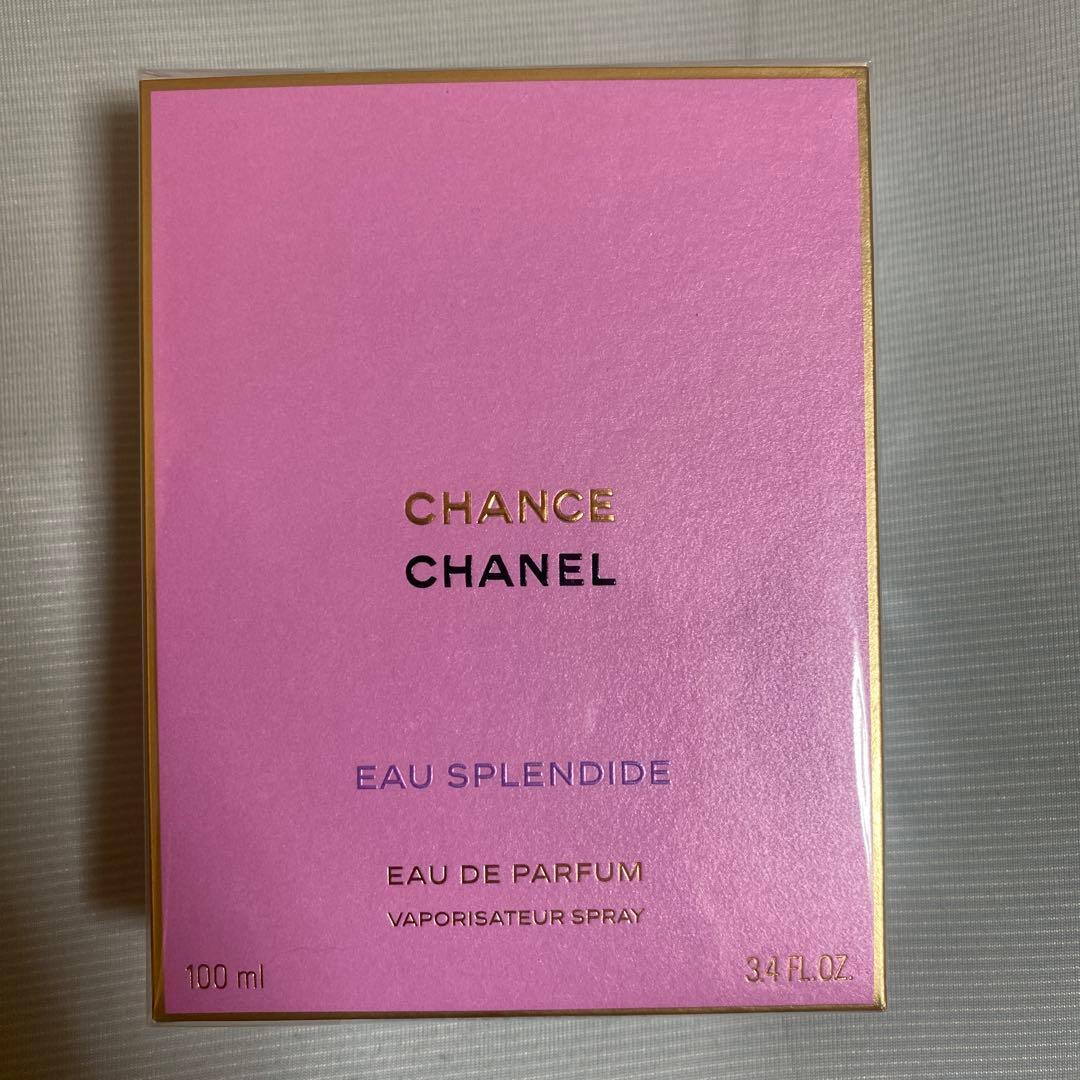 CHANCE
CHANEL
EAU SPLENDIDE
EAU DE PARFUM
VAPORISATEUR SPRAY
100 ml
3.4 FL.OZ.